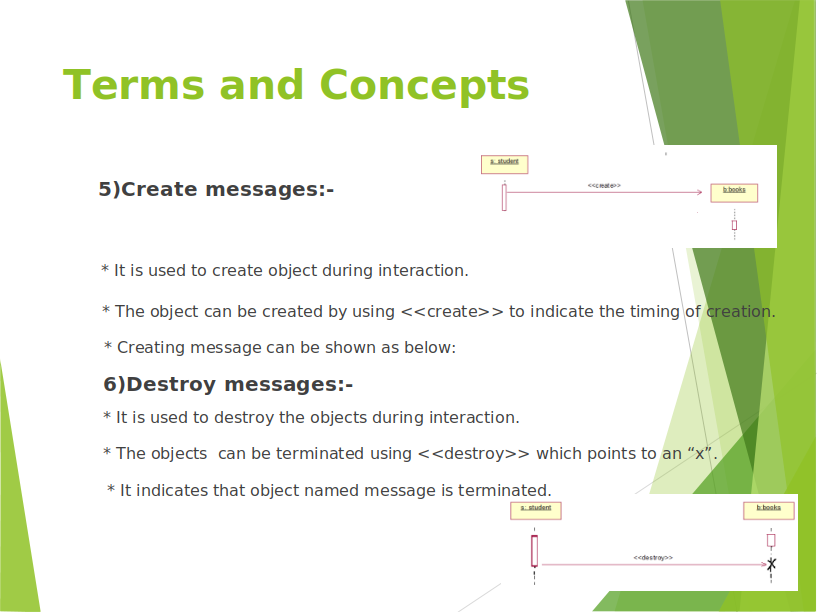 Terms and Concepts
s: student
<<create>>
b:books
5)Create messages:-
* It is used to create object during interaction.
* The object can be created by using <<create>> to indicate the timing of creation.
* Creating message can be shown as below:
6)Destroy messages:-
* It is used to destroy the objects during interaction.
* The objects  can be terminated using <<destroy>> which points to an “x”.
* It indicates that object named message is terminated.
s: student
b:books
<<destroy>>